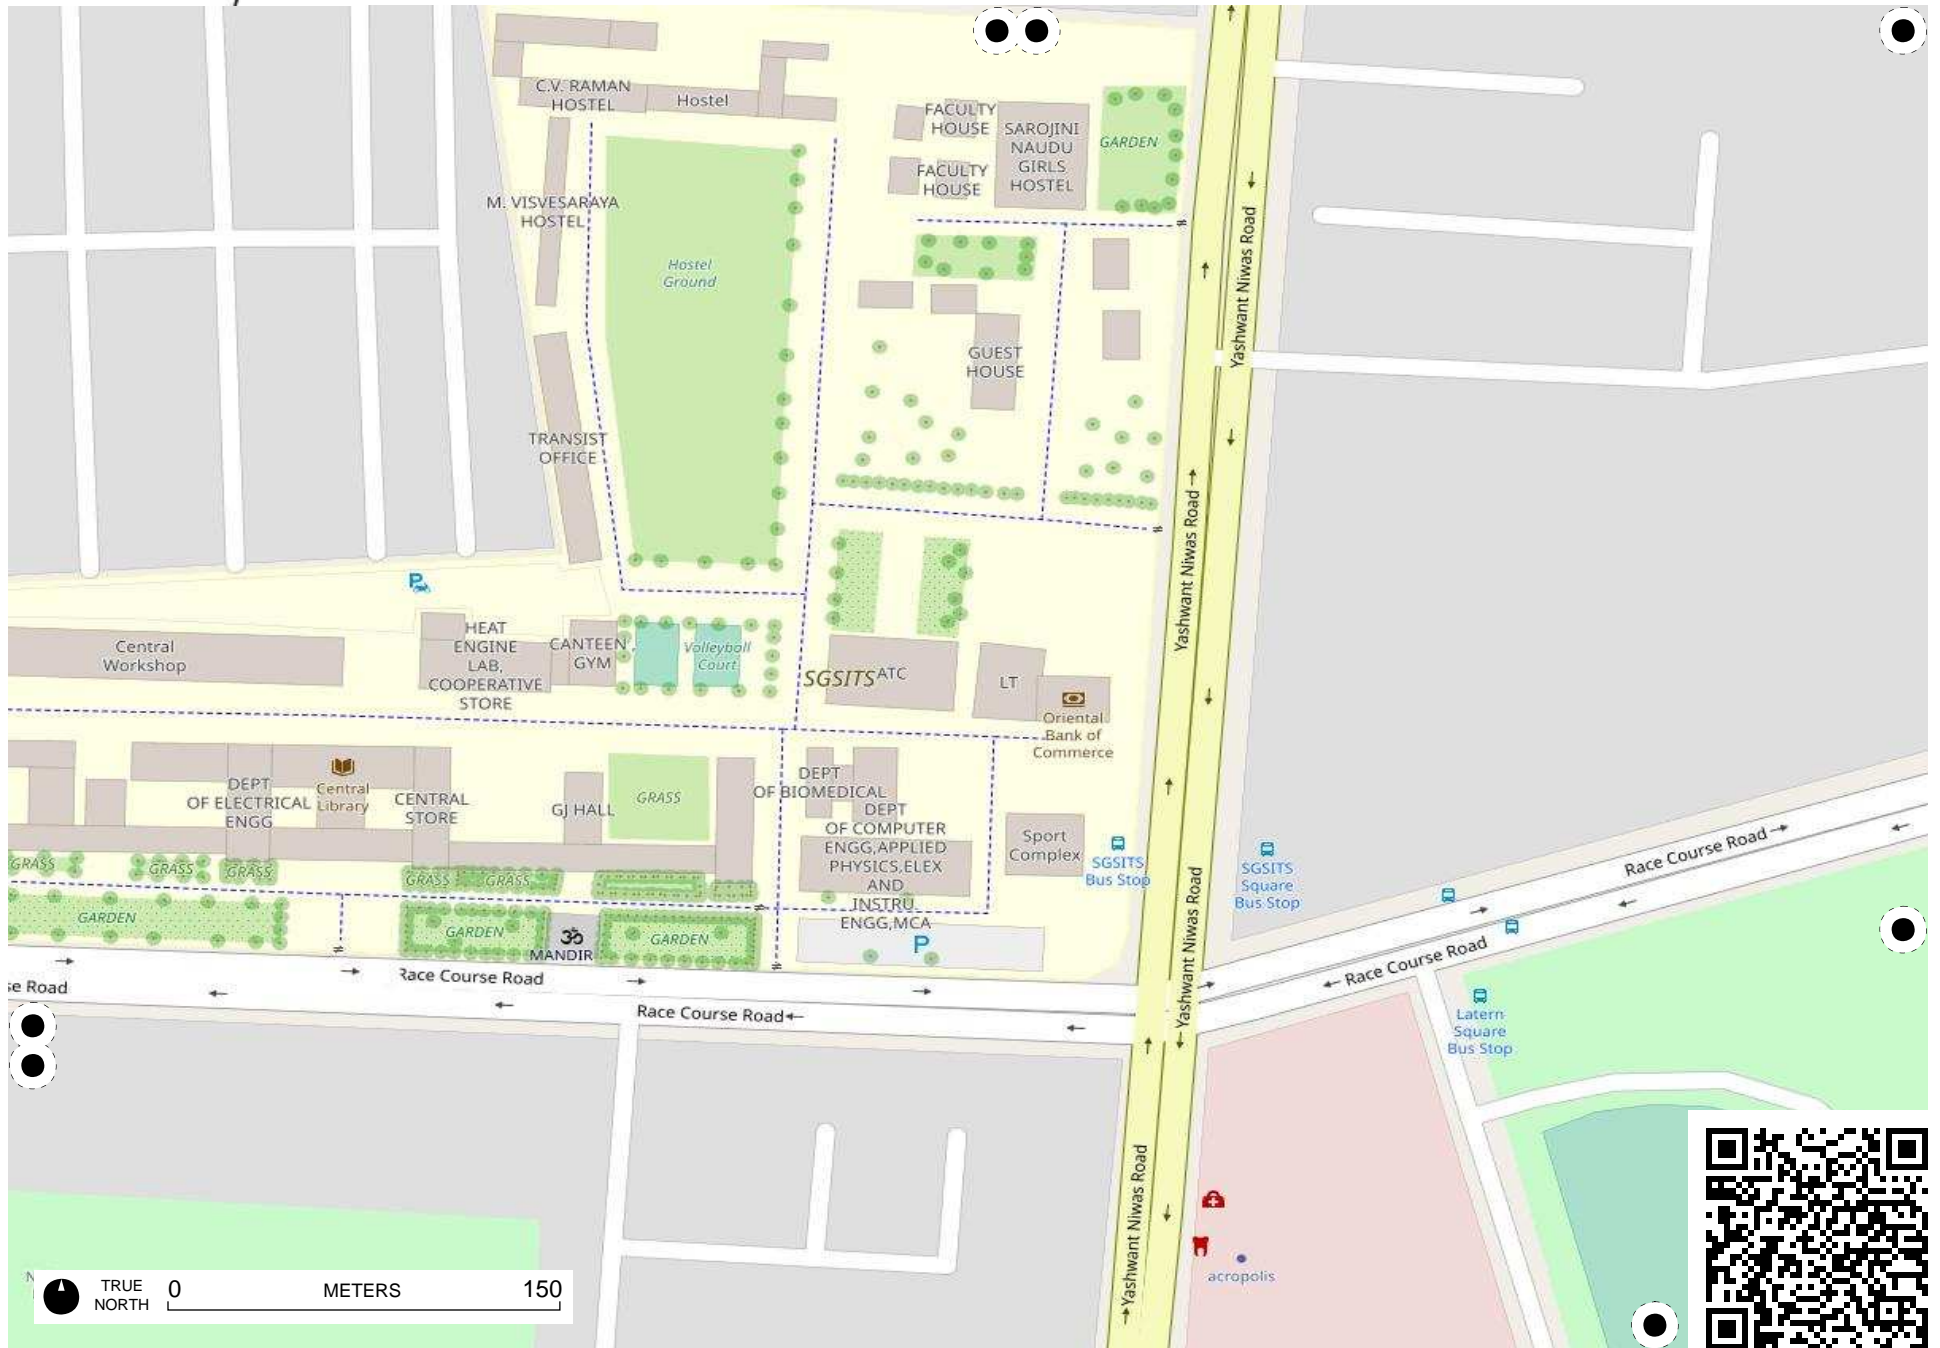 C.V. RAMAN
HOSTEL
Hostel
FACULTY
HOUSE
SAROJINI
NAUDU
GIRLS
HOSTEL
GARDEN
FACULTY
HOUSE
M. VISVESARAYA
HOSTEL
Hostel
Ground
Yashwant Niwas Road
GUEST
HOUSE
TRANSIST
OFFICE
Yashwant Niwas Road
P
Central
Workshop
HEAT
ENGINE
LAB,
COOPERATIVE
STORE
CANTEEN,
GYM
Volleyball
Court
SGSITS
ATC
LT
Oriental
Bank of
Commerce
DEPT
OF ELECTRICAL
ENGG
Central
Library
CENTRAL
STORE
GJ HALL
GRASS
DEPT
OF BIOMEDICAL
DEPT
OF COMPUTER
ENGG,APPLIED
PHYSICS,ELEX
AND
INSTRU
ENGG,MCA
Sport
Complex
SGSITS
Bus Stop
SGSITS
Square
Bus Stop
Race Course Road
GRASS
GRASS
GRASS
GRASS
GRASS
GARDEN
GARDEN
ॐ
MANDIR
GARDEN
P
Yashwant Niwas Road
Race Course Road
Race Course Road
se Road
Race Course Road
Latern
Square
Bus Stop
Yashwant Niwas Road
acropolis
N
TRUE
NORTH
0 METERS 150